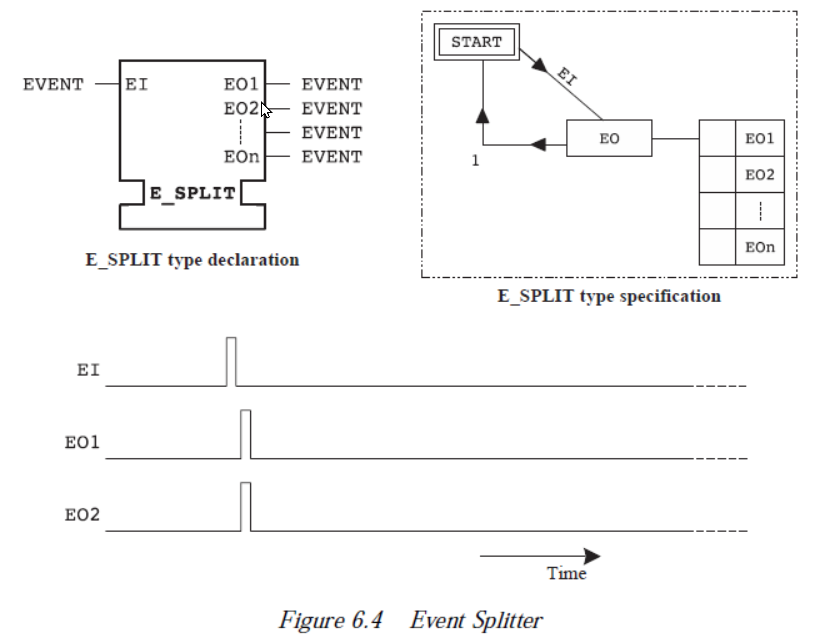 EVENT EI EO1 EVENT
EO2 EVENT
EVENT
EOn EVENT
E_SPLIT
E_SPLIT type declaration
START
EI
EO
1
EO1
EO2
EOn
E_SPLIT type specification
EI
EO1
EO2
Time
Figure 6.4 Event Splitter